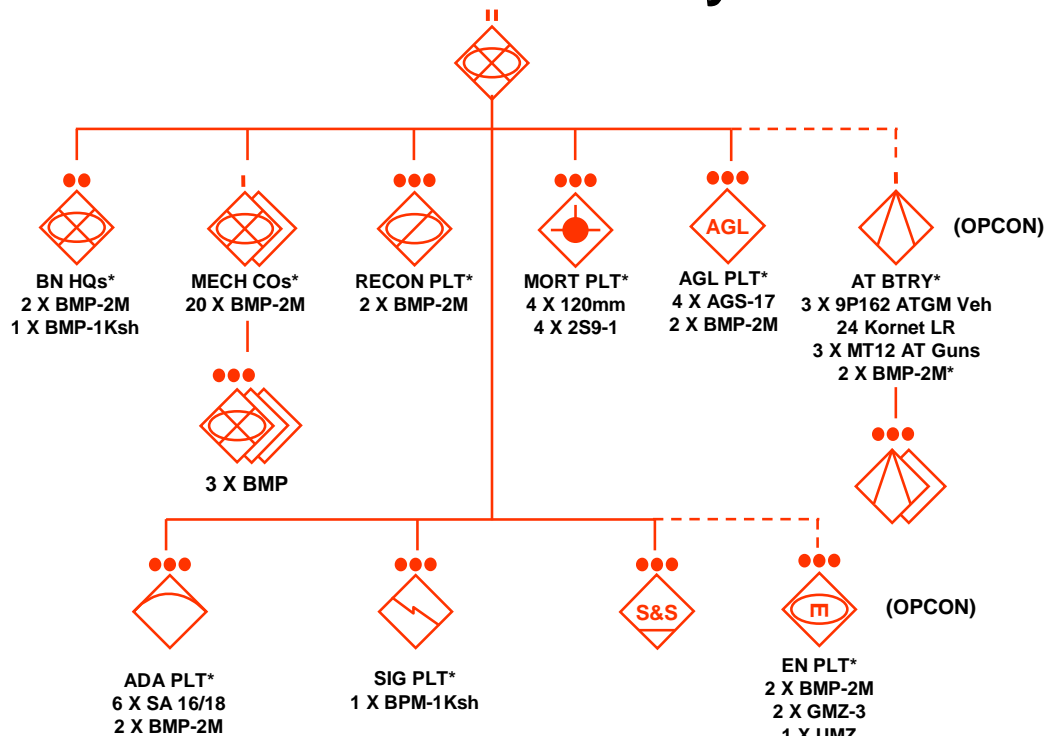 BN HQs*
2 X BMP-2M
1 X BMP-1Ksh
MECH COs*
20 X BMP-2M
3 X BMP
RECON PLT*
2 X BMP-2M
MORT PLT*
4 X 120mm
4 X 2S9-1
AGL
AGL PLT*
4 X AGS-17
2 X BMP-2M
(OPCON)
AT BTRY*
3 X 9P162 ATGM Veh
24 Kornet LR
3 X MT12 AT Guns
2 X BMP-2M*
ADA PLT*
6 X SA 16/18
2 X BMP-2M
SIG PLT*
1 X BPM-1Ksh
S&S
E
(OPCON)
EN PLT*
2 X BMP-2M
2 X GMZ-3
1 X UMZ